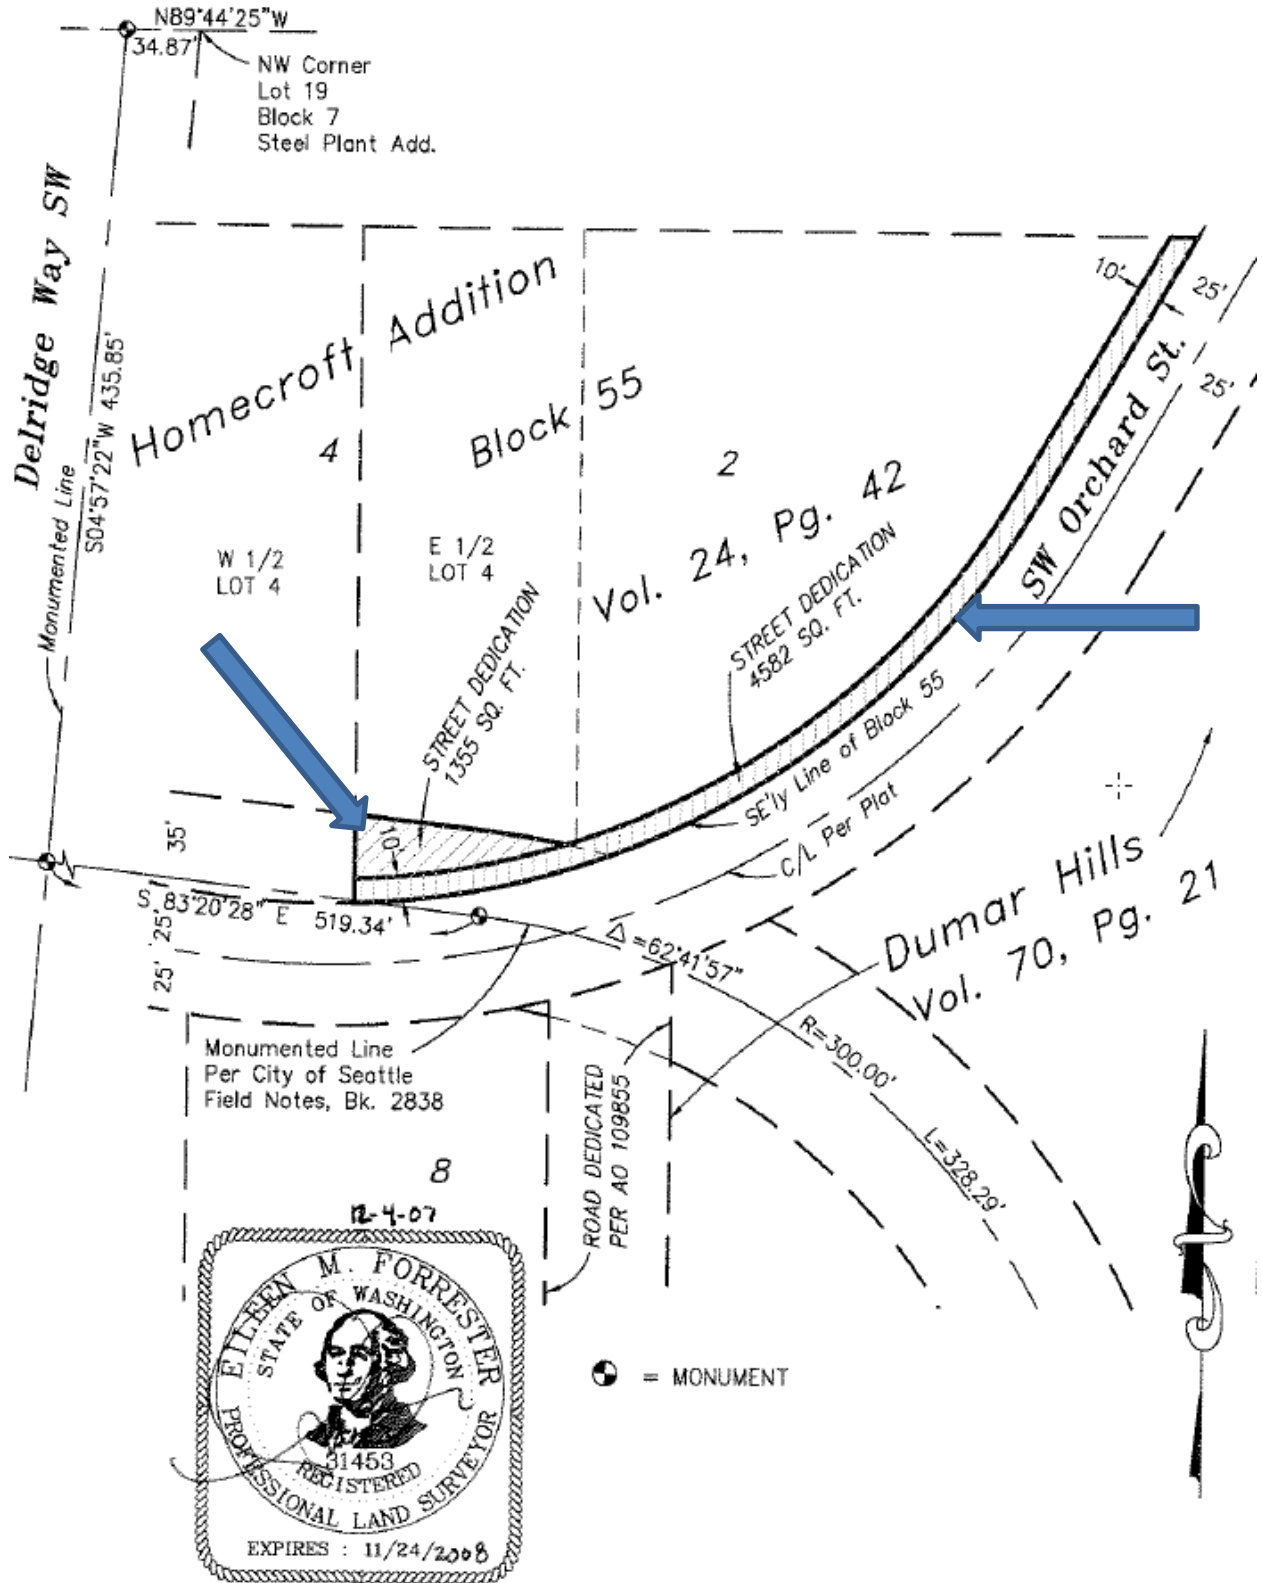 N89°44'25"W
34.87'
NW Corner
Lot 19
Block 7
Steel Plant Add.
Delridge Way SW
S04°57'22"W 435.85'
Monumented Line
Homecroft Addition
Block 55
4
2
Vol. 24, Pg. 42
W 1/2
LOT 4
E 1/2
LOT 4
STREET DEDICATION
1355 SQ. FT.
STREET DEDICATION
4582 SQ. FT.
10'
25'
25'
SW Orchard St.
SE'ly Line of Block 55
C/L Per Plat
10'
35'
S 83°20'28" E 519.34'
25'
25'
Δ=62°41'57"
R=300.00'
L=328.29'
Dumar Hills
Vol. 70, Pg. 21
Monumented Line
Per City of Seattle
Field Notes, Bk. 2838
ROAD DEDICATED
PER AO 109855
8
12-4-07
EILEEN M. FORRESTER
STATE OF WASHINGTON
31453
REGISTERED
PROFESSIONAL LAND SURVEYOR
EXPIRES : 11/24/2008
= MONUMENT